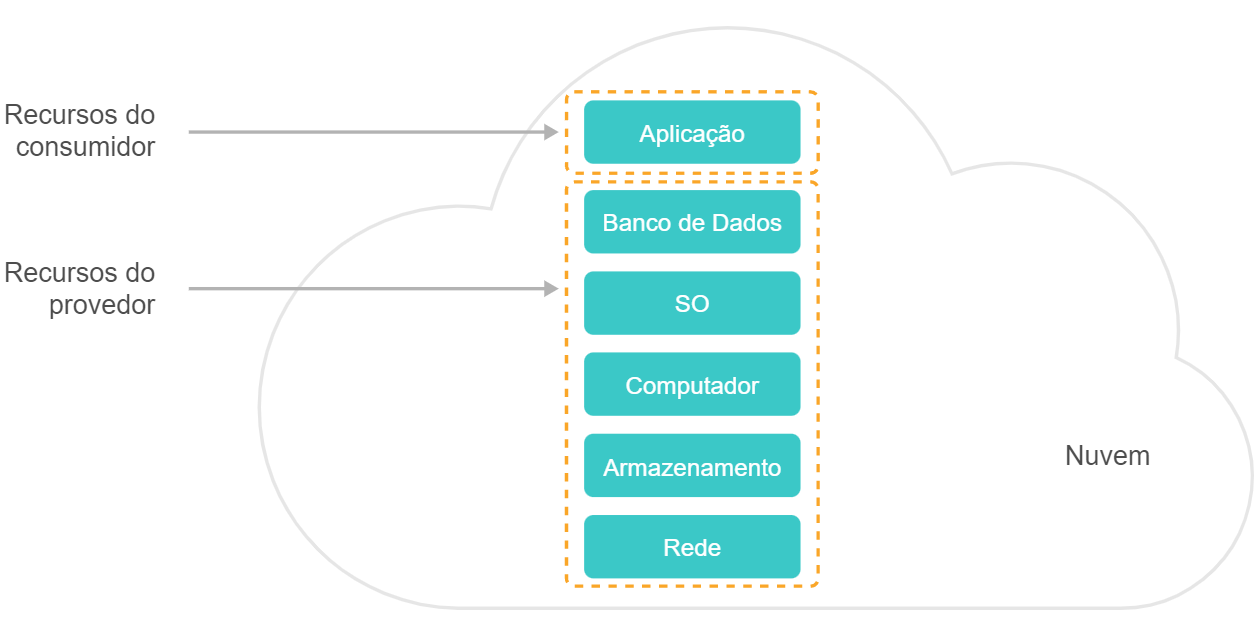 Recursos do
consumidor
Aplicação
Banco de Dados
Recursos do
provedor
SO
Computador
Armazenamento
Nuvem
Rede